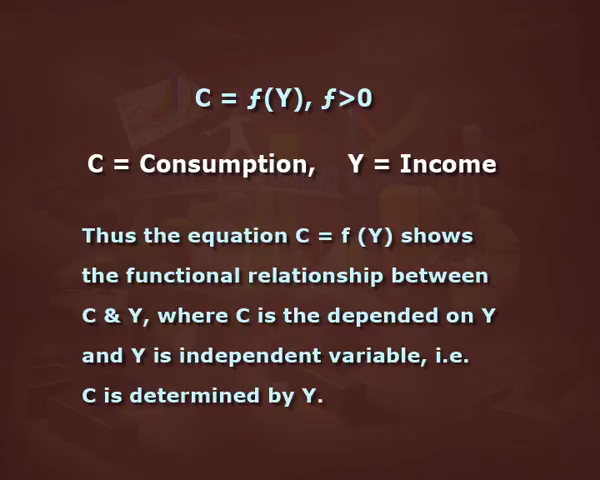 C = ƒ(Y), ƒ>0
C = Consumption, Y = Income
Thus the equation C = f (Y) shows
the functional relationship between
C & Y, where C is the depended on Y
and Y is independent variable, i.e.
C is determined by Y.